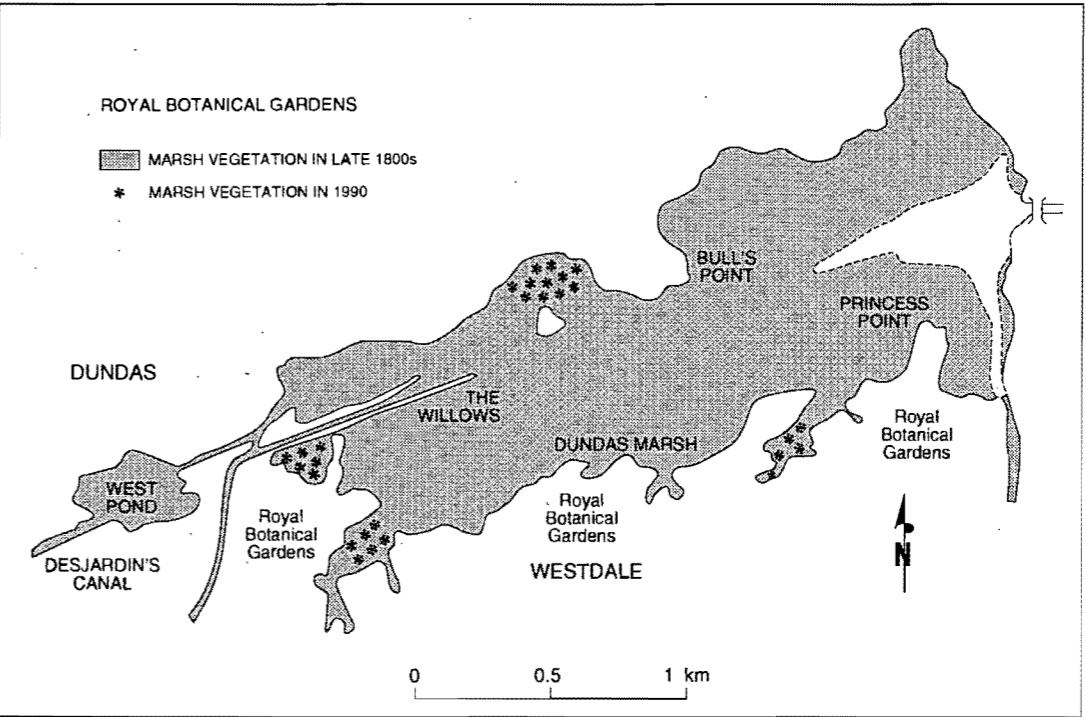 ROYAL BOTANICAL GARDENS
MARSH VEGETATION IN LATE 1800s
* MARSH VEGETATION IN 1990
BULL'S
POINT
PRINCESS
POINT
DUNDAS
THE
WILLOWS
DUNDAS MARSH
Royal
Botanical
Gardens
WEST
POND
Royal
Botanical
Gardens
Royal
Botanical
Gardens
DESJARDIN'S
CANAL
WESTDALE
N
0 0.5 1 km